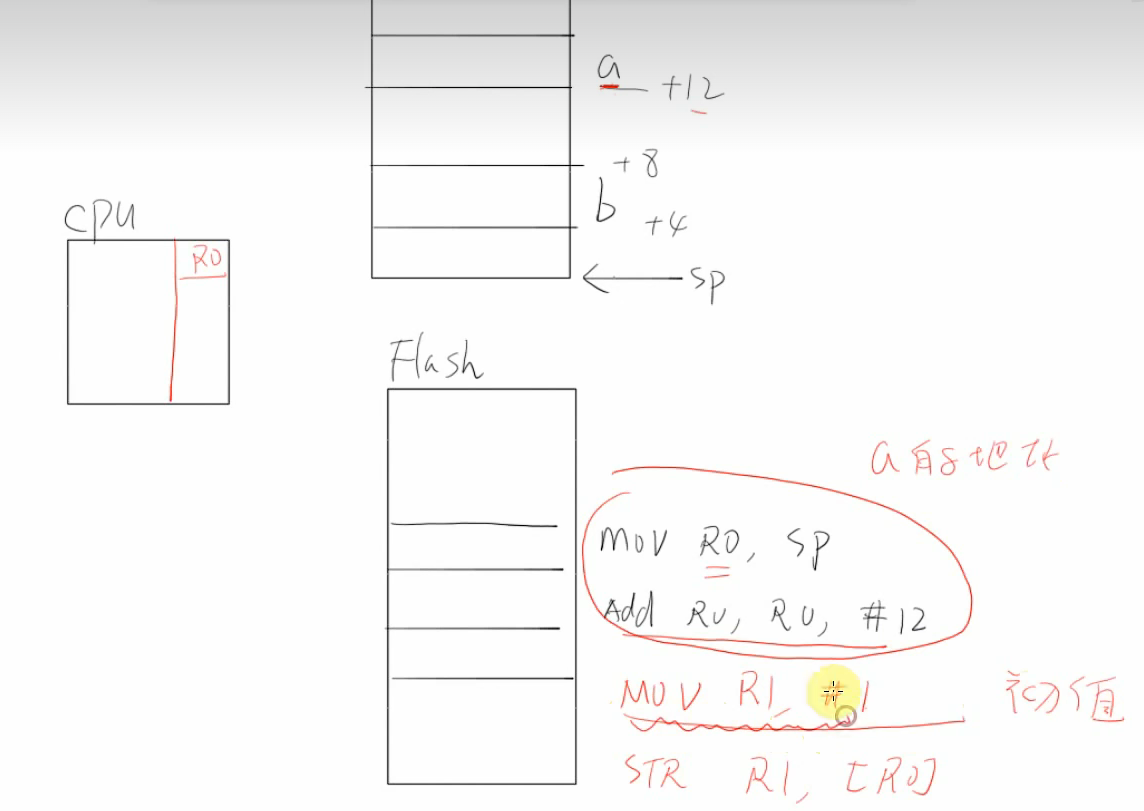 a +12
+8
b
+4
CPU
R0
SP
Flash
a的地址
MOV R0, SP
Add R0, R0, #12
MOV R1, #1
初值
STR R1, [R0]